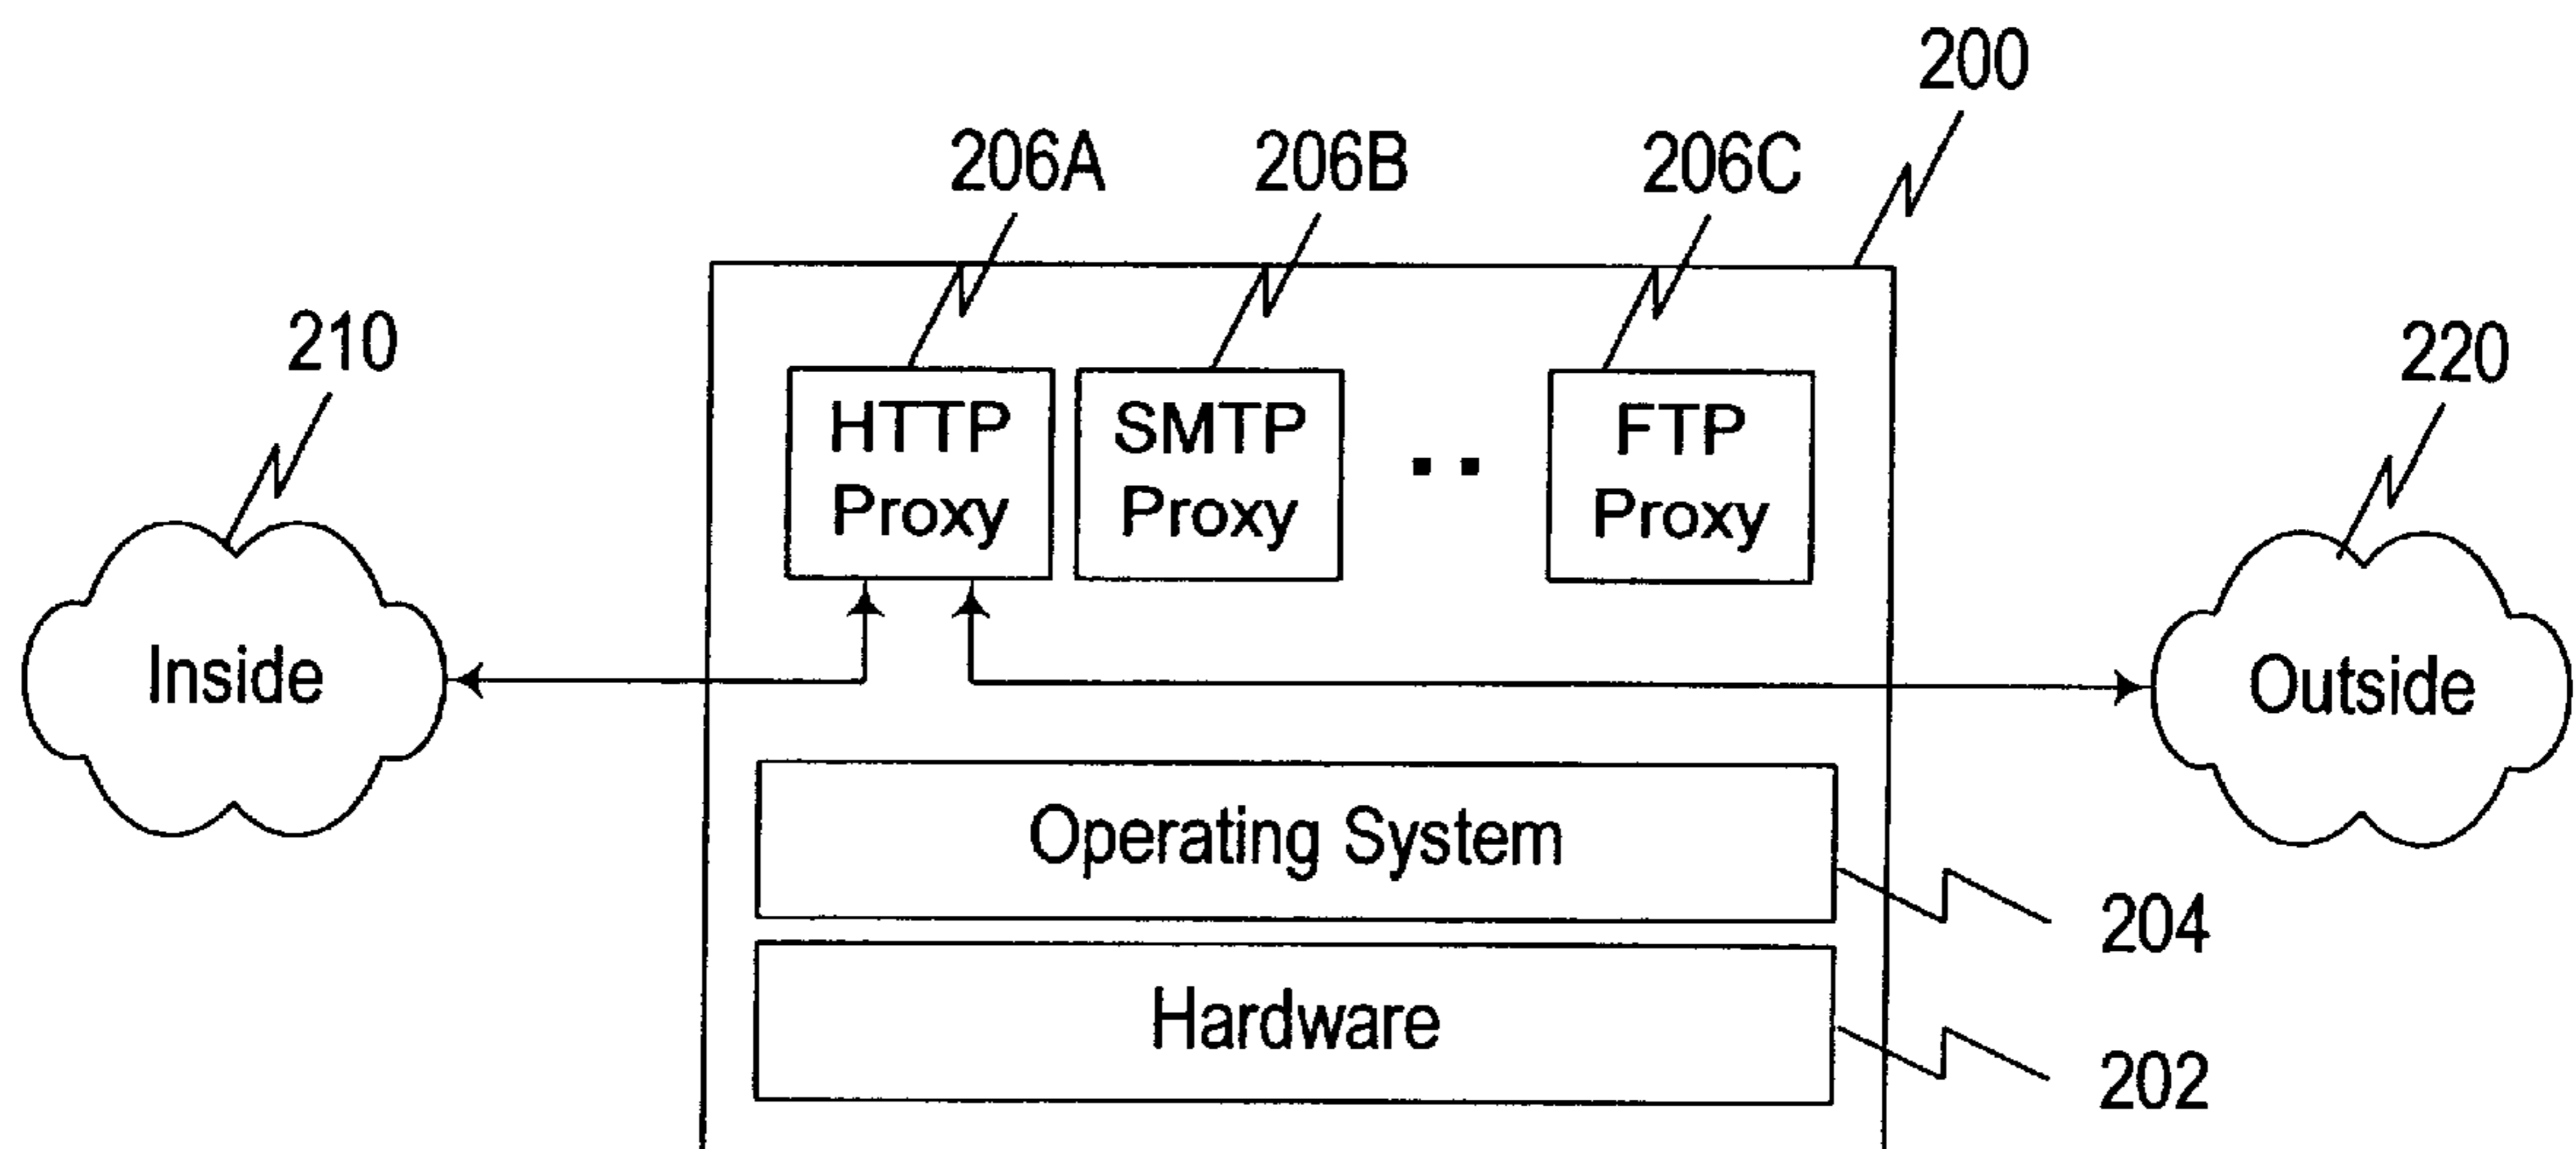 200
206A 206B 206C
210
220
HTTP
Proxy
SMTP
Proxy
FTP
Proxy
Inside
Outside
Operating System
204
Hardware
202